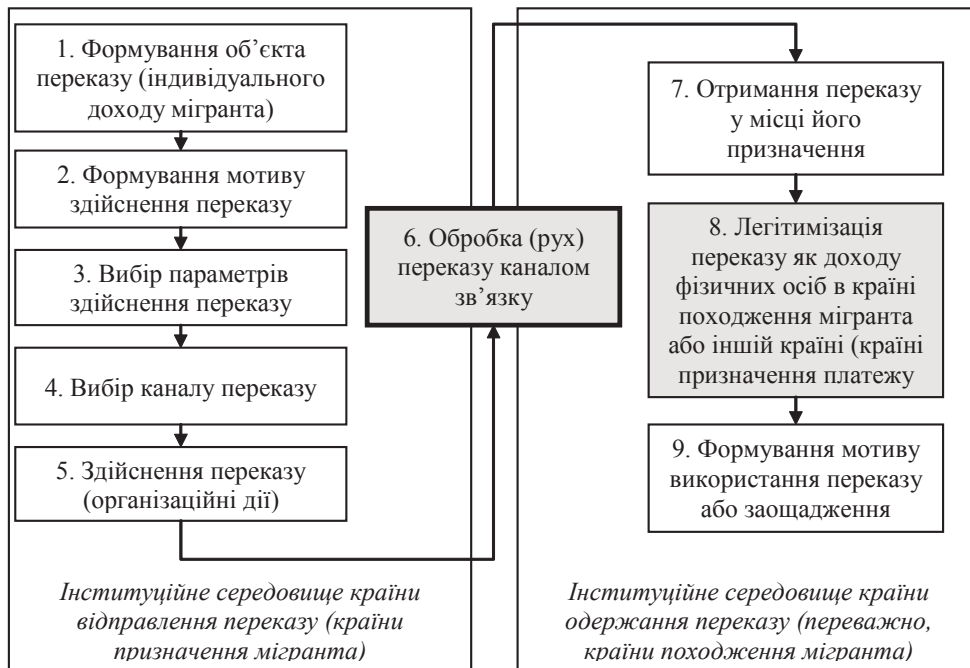 1. Формування об’єкта
переказу (індивідуального
доходу мігранта)
2. Формування мотиву
здійснення переказу
3. Вибір параметрів
здійснення переказу
4. Вибір каналу переказу
5. Здійснення переказу
(організаційні дії)
Інституційне середовище країни
відправлення переказу (країни
призначення мігранта)
6. Обробка (рух)
переказу каналом
зв’язку
7. Отримання переказу
у місці його
призначення
8. Легітимізація
переказу як доходу
фізичних осіб в країні
походження мігранта
або іншій країні (країні
призначення платежу
9. Формування мотиву
використання переказу
або заощадження
Інституційне середовище країни
одержання переказу (переважно,
країни походження мігранта)